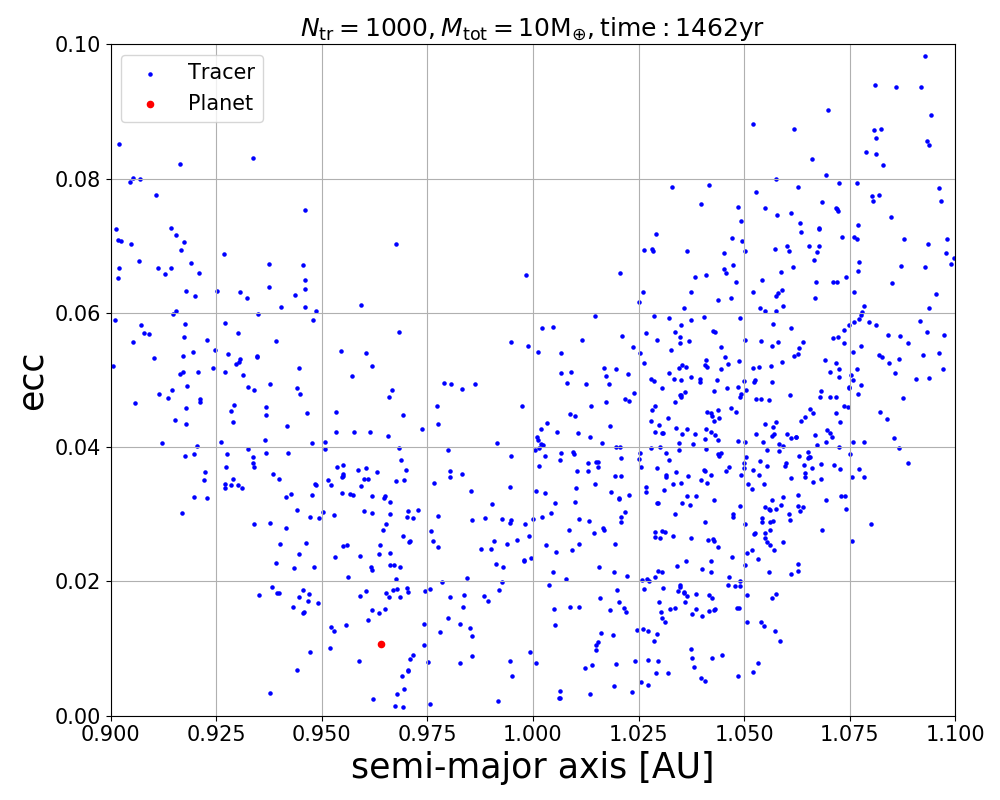 N_tr = 1000, M_tot = 10M_⊕, time : 1462yr
Tracer
Planet
ecc
0.10
0.08
0.06
0.04
0.02
0.00
0.900 0.925 0.950 0.975 1.000 1.025 1.050 1.075 1.100
semi-major axis [AU]